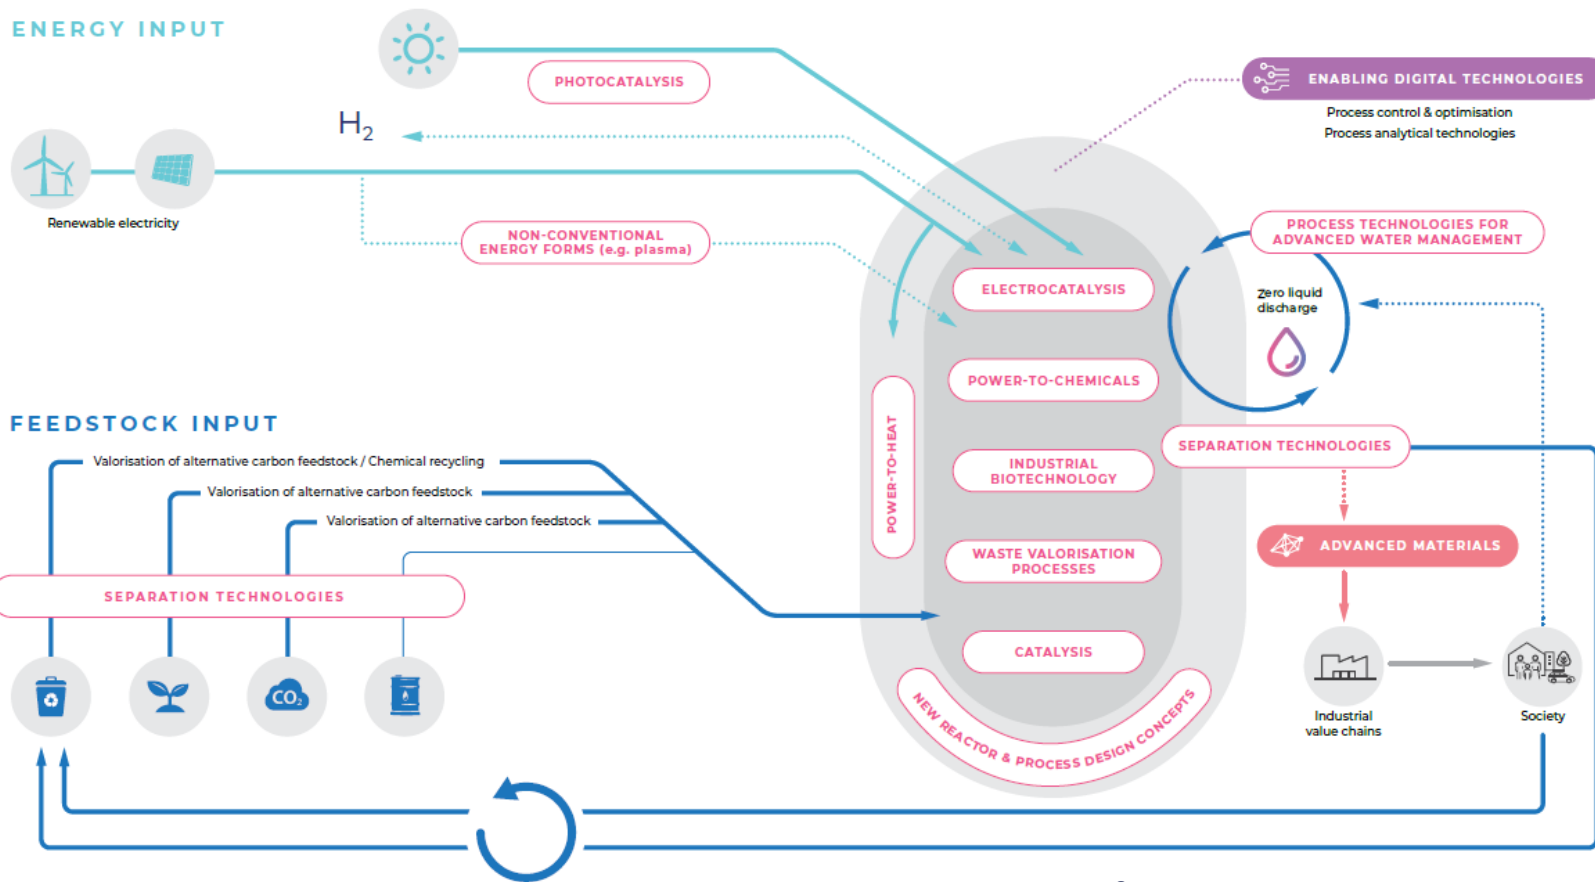 ENERGY INPUT
PHOTOCATALYSIS
H₂
Renewable electricity
NON-CONVENTIONAL
ENERGY FORMS (e.g. plasma)
ENABLING DIGITAL TECHNOLOGIES
Process control & optimisation
Process analytical technologies
PROCESS TECHNOLOGIES FOR
ADVANCED WATER MANAGEMENT
Zero liquid
discharge
ELECTROCATALYSIS
POWER-TO-CHEMICALS
INDUSTRIAL
BIOTECHNOLOGY
WASTE VALORISATION
PROCESSES
CATALYSIS
POWER-TO-HEAT
NEW REACTOR & PROCESS DESIGN CONCEPTS
SEPARATION TECHNOLOGIES
ADVANCED MATERIALS
Industrial
value chains
Society
FEEDSTOCK INPUT
Valorisation of alternative carbon feedstock / Chemical recycling
Valorisation of alternative carbon feedstock
Valorisation of alternative carbon feedstock
SEPARATION TECHNOLOGIES
CO₂